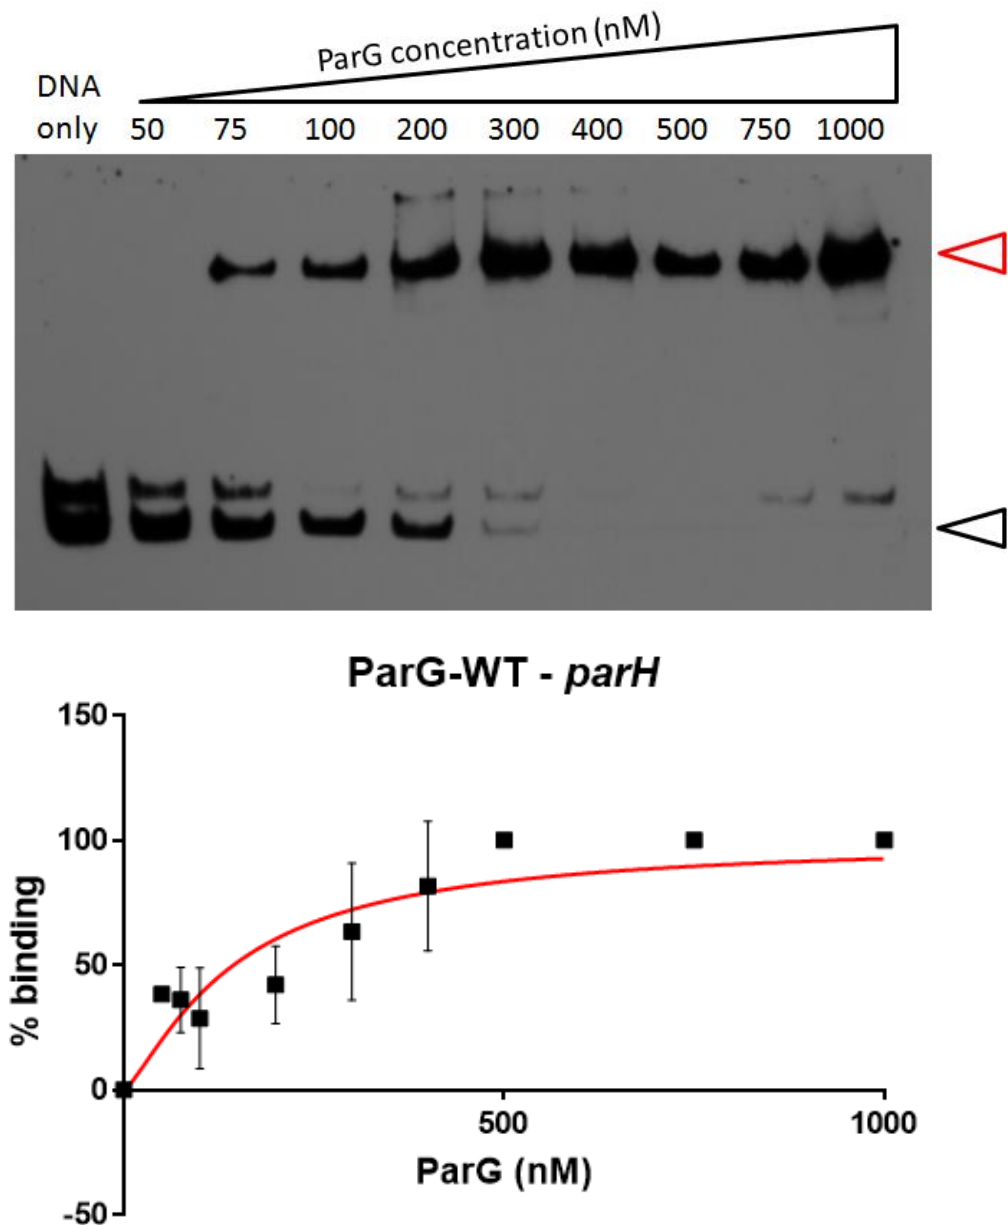 ParG concentration (nM)
DNA
only 50 75 100 200 300 400 500 750 1000
ParG-WT - parH
150
100
50
0
-50
% binding
500 1000
ParG (nM)